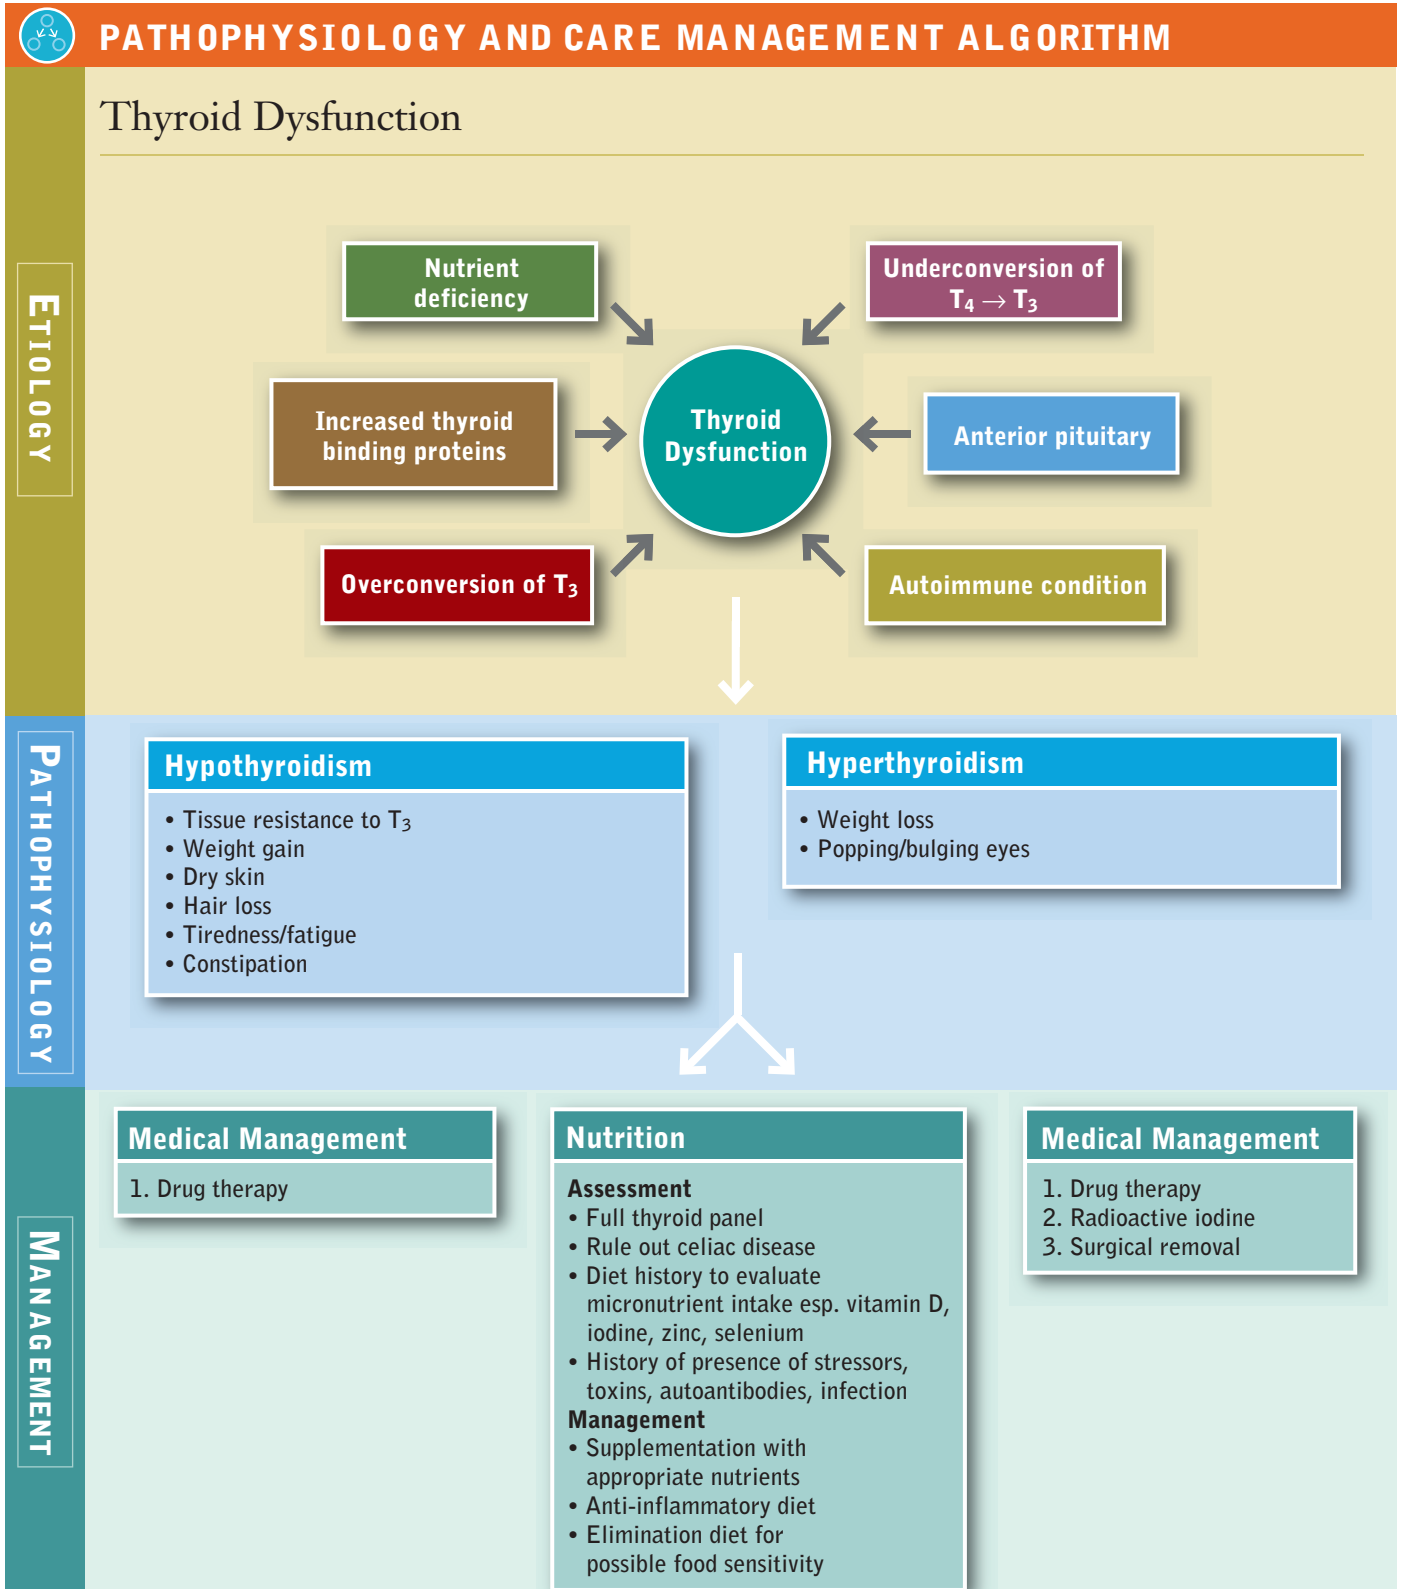 PATHOPHYSIOLOGY AND CARE MANAGEMENT ALGORITHM
Thyroid Dysfunction
ETIOLOGY
Nutrient
deficiency
Underconversion of
T₄ → T₃
Increased thyroid
binding proteins
Thyroid
Dysfunction
Anterior pituitary
Overconversion of T₃
Autoimmune condition
PATHOPHYSIOLOGY
Hypothyroidism
• Tissue resistance to T₃
• Weight gain
• Dry skin
• Hair loss
• Tiredness/fatigue
• Constipation
Hyperthyroidism
• Weight loss
• Popping/bulging eyes
MANAGEMENT
Medical Management
1. Drug therapy
Nutrition
Assessment
• Full thyroid panel
• Rule out celiac disease
• Diet history to evaluate
micronutrient intake esp. vitamin D,
iodine, zinc, selenium
• History of presence of stressors,
toxins, autoantibodies, infection
Management
• Supplementation with
appropriate nutrients
• Anti-inflammatory diet
• Elimination diet for
possible food sensitivity
Medical Management
1. Drug therapy
2. Radioactive iodine
3. Surgical removal